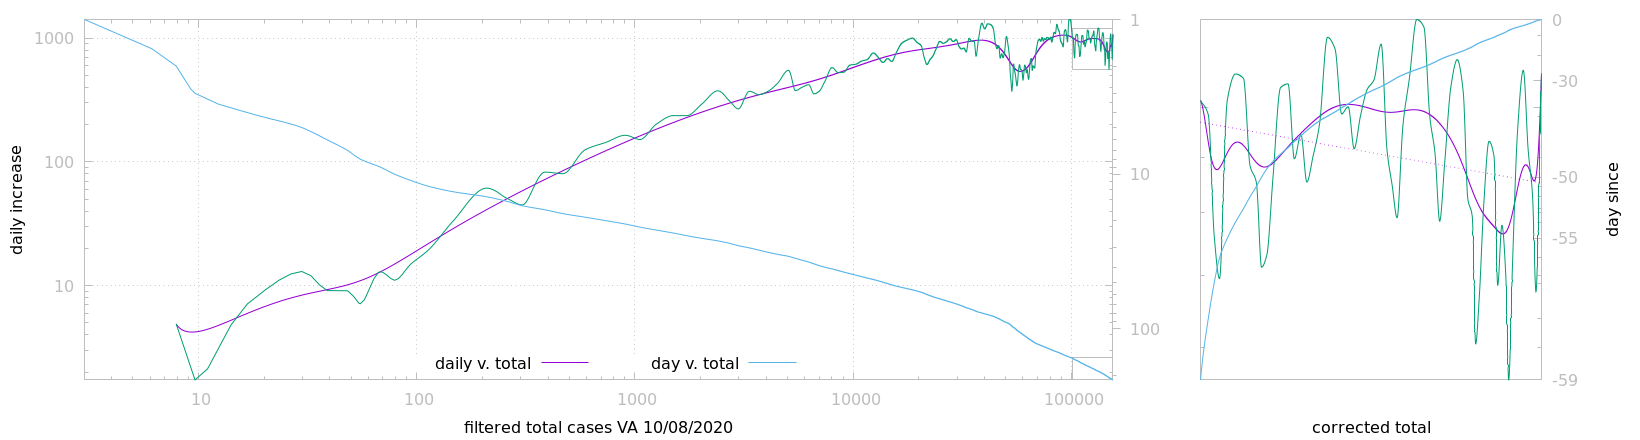 1000
100
10
daily increase
10
100
1000
10000
100000
filtered total cases VA 10/08/2020
daily v. total
day v. total
1
10
100
0
-30
-50
-55
-59
day since
corrected total